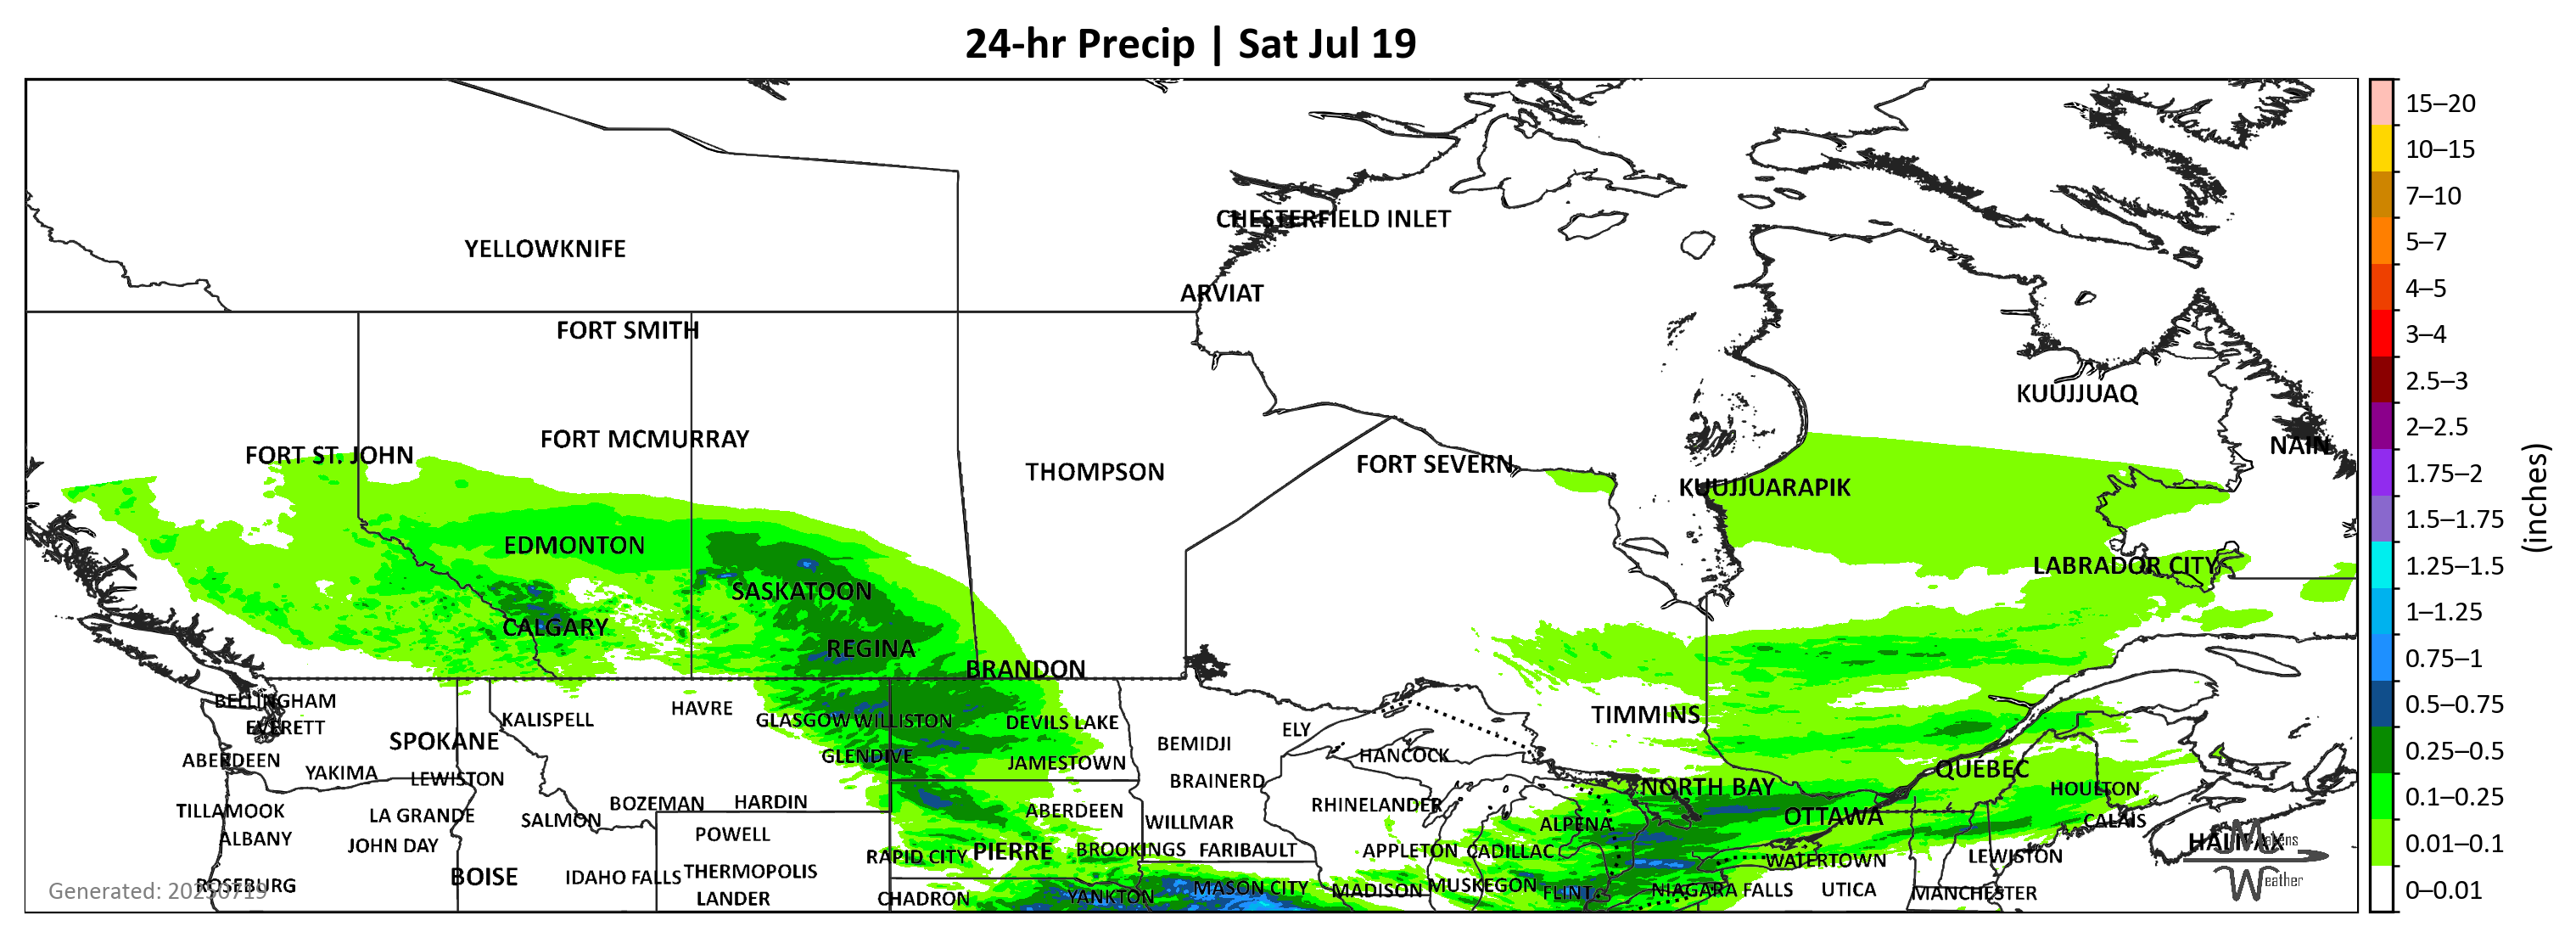 24-hr Precip | Sat Jul 19
CHESTERFIELD INLET
YELLOWKNIFE
ARVIAT
FORT SMITH
KUUJJUAQ
FORT MCMURRAY
NAIN
FORT ST. JOHN
THOMPSON
FORT SEVERN
KUUJJUARAPIK
EDMONTON
LABRADOR CITY
SASKATOON
CALGARY
REGINA
BRANDON
BELLINGHAM
HAVRE
KALISPELL
GLASGOW WILLISTON
DEVILS LAKE
TIMMINS
EVERETT
ELY
SPOKANE
BEMIDJI
ABERDEEN
GLENDIVE
JAMESTOWN
HANCOCK
QUEBEC
YAKIMA
LEWISTON
BRAINERD
NORTH BAY
HOULTON
BOZEMAN
HARDIN
RHINELANDER
TILLAMOOK
LA GRANDE
SALMON
ABERDEEN
WILLMAR
ALPENA
OTTAWA
CALAIS
ALBANY
JOHN DAY
POWELL
HALIFAX
RAPID CITY
PIERRE
BROOKINGS
FARIBAULT
APPLETON
CADILLAC
WATERTOWN
LEWISTON
BOISE
IDAHO FALLS
THERMOPOLIS
ROSEBURG
LANDER
CHADRON
YANKTON
MASON CITY
MADISON
MUSKEGON
FLINT
NIAGARA FALLS
UTICA
MANCHESTER
Generated: 20250719
Weather
15–20
10–15
7–10
5–7
4–5
3–4
2.5–3
2–2.5
1.75–2
1.5–1.75
1.25–1.5
1–1.25
0.75–1
0.5–0.75
0.25–0.5
0.1–0.25
0.01–0.1
0–0.01
(inches)